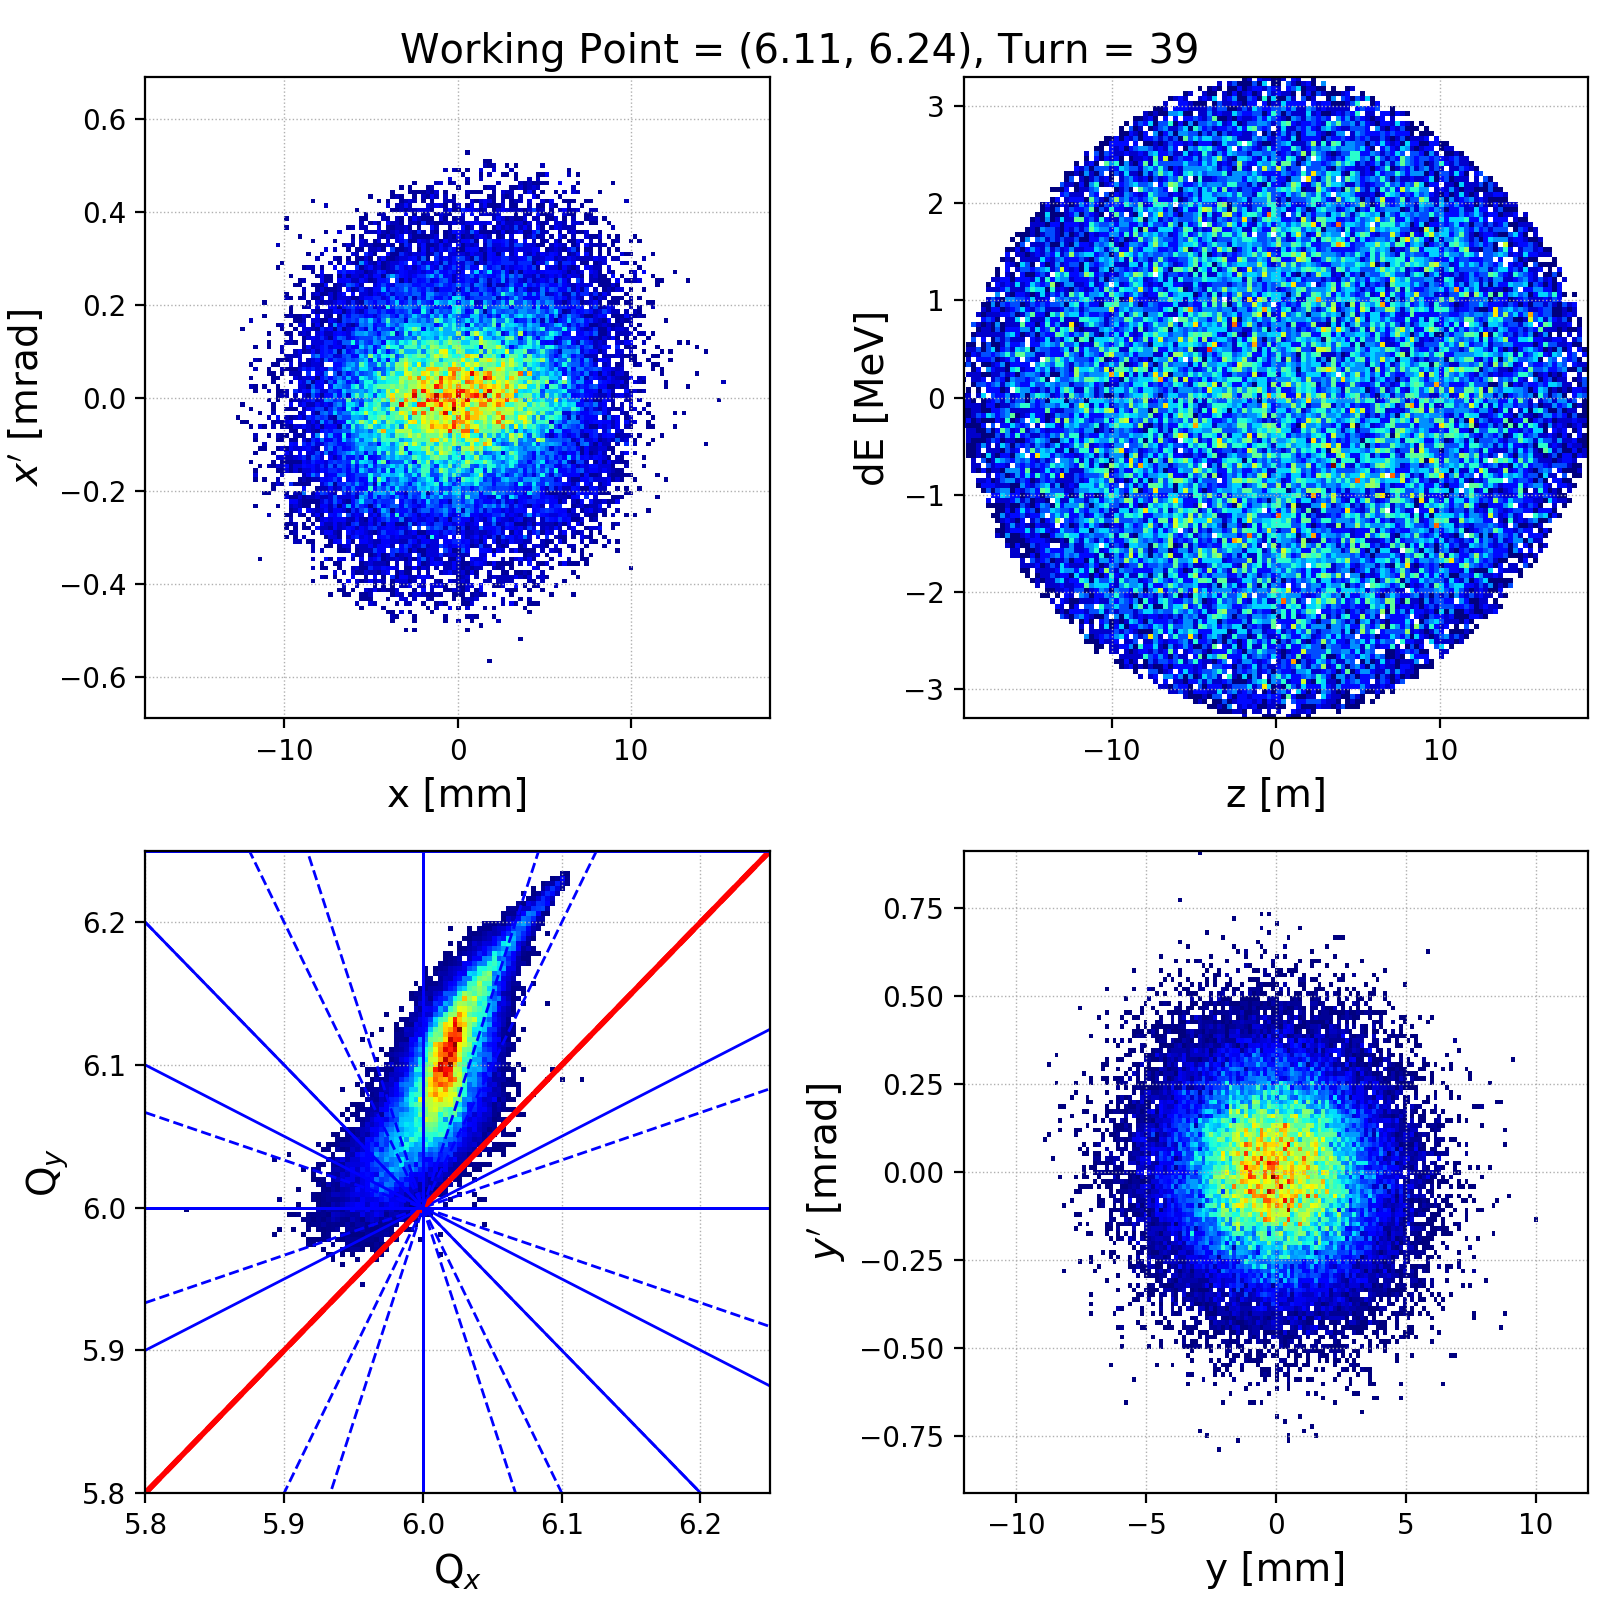 Working Point = (6.11, 6.24), Turn = 39
0.6
0.4
0.2
0.0
−0.2
−0.4
−0.6
x′ [mrad]
−10 0 10
x [mm]
3
2
1
0
−1
−2
−3
dE [MeV]
−10 0 10
z [m]
6.2
6.1
6.0
5.9
5.8
Qy
5.8 5.9 6.0 6.1 6.2
Qx
0.75
0.50
0.25
0.00
−0.25
−0.50
−0.75
y′ [mrad]
−10 −5 0 5 10
y [mm]